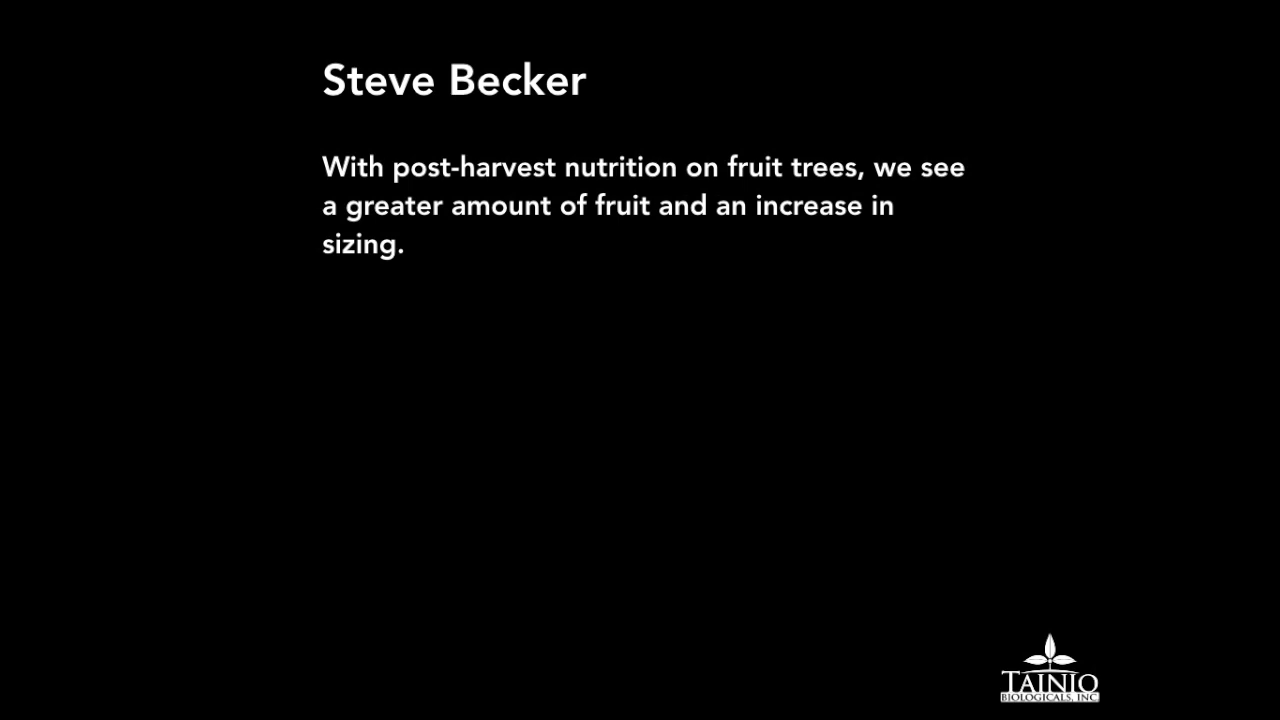 Steve Becker
With post-harvest nutrition on fruit trees, we see
a greater amount of fruit and an increase in
sizing.
TAINIO
BIOLOGICALS, INC